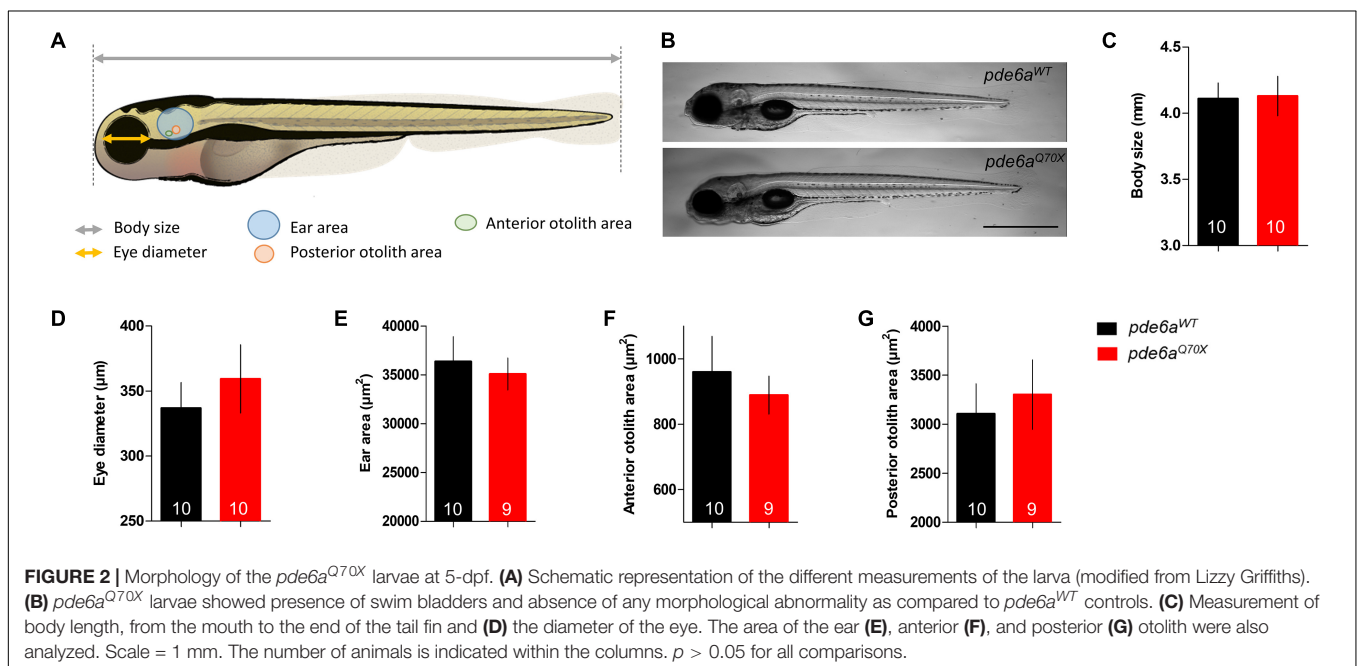 A
Body size
Eye diameter
Ear area
Posterior otolith area
Anterior otolith area
B
pde6a^WT
pde6a^Q70X
C
Body size (mm)
4.5
4.0
3.5
3.0
10
10
D
Eye diameter (µm)
400
350
300
250
10
10
E
Ear area (µm²)
40000
35000
30000
25000
20000
10
9
F
Anterior otolith area (µm²)
1000
800
600
10
9
G
Posterior otolith area (µm²)
4000
3500
3000
2500
2000
10
9
pde6a^WT
pde6a^Q70X
FIGURE 2 | Morphology of the pde6a^Q70X larvae at 5-dpf. (A) Schematic representation of the different measurements of the larva (modified from Lizzy Griffiths).
(B) pde6a^Q70X larvae showed presence of swim bladders and absence of any morphological abnormality as compared to pde6a^WT controls. (C) Measurement of
body length, from the mouth to the end of the tail fin and (D) the diameter of the eye. The area of the ear (E), anterior (F), and posterior (G) otolith were also
analyzed. Scale = 1 mm. The number of animals is indicated within the columns. p > 0.05 for all comparisons.